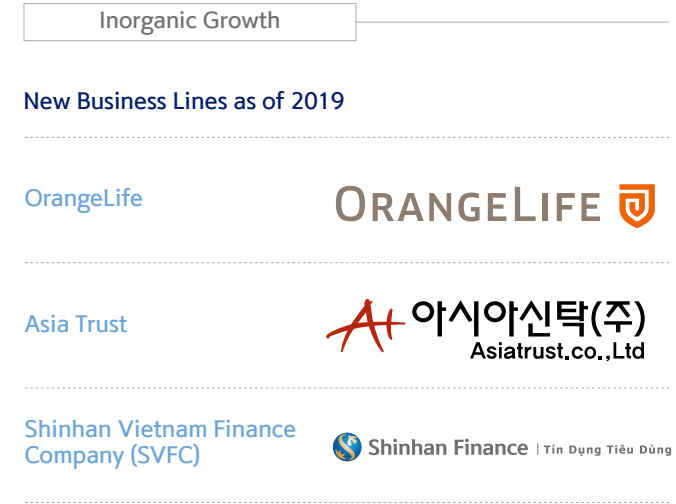 Inorganic Growth
New Business Lines as of 2019
OrangeLife
ORANGELIFE
Asia Trust
A+ 아시아신탁(주)
Asiatrust.co.,Ltd
Shinhan Vietnam Finance
Company (SVFC)
Shinhan Finance | Tín Dụng Tiêu Dùng